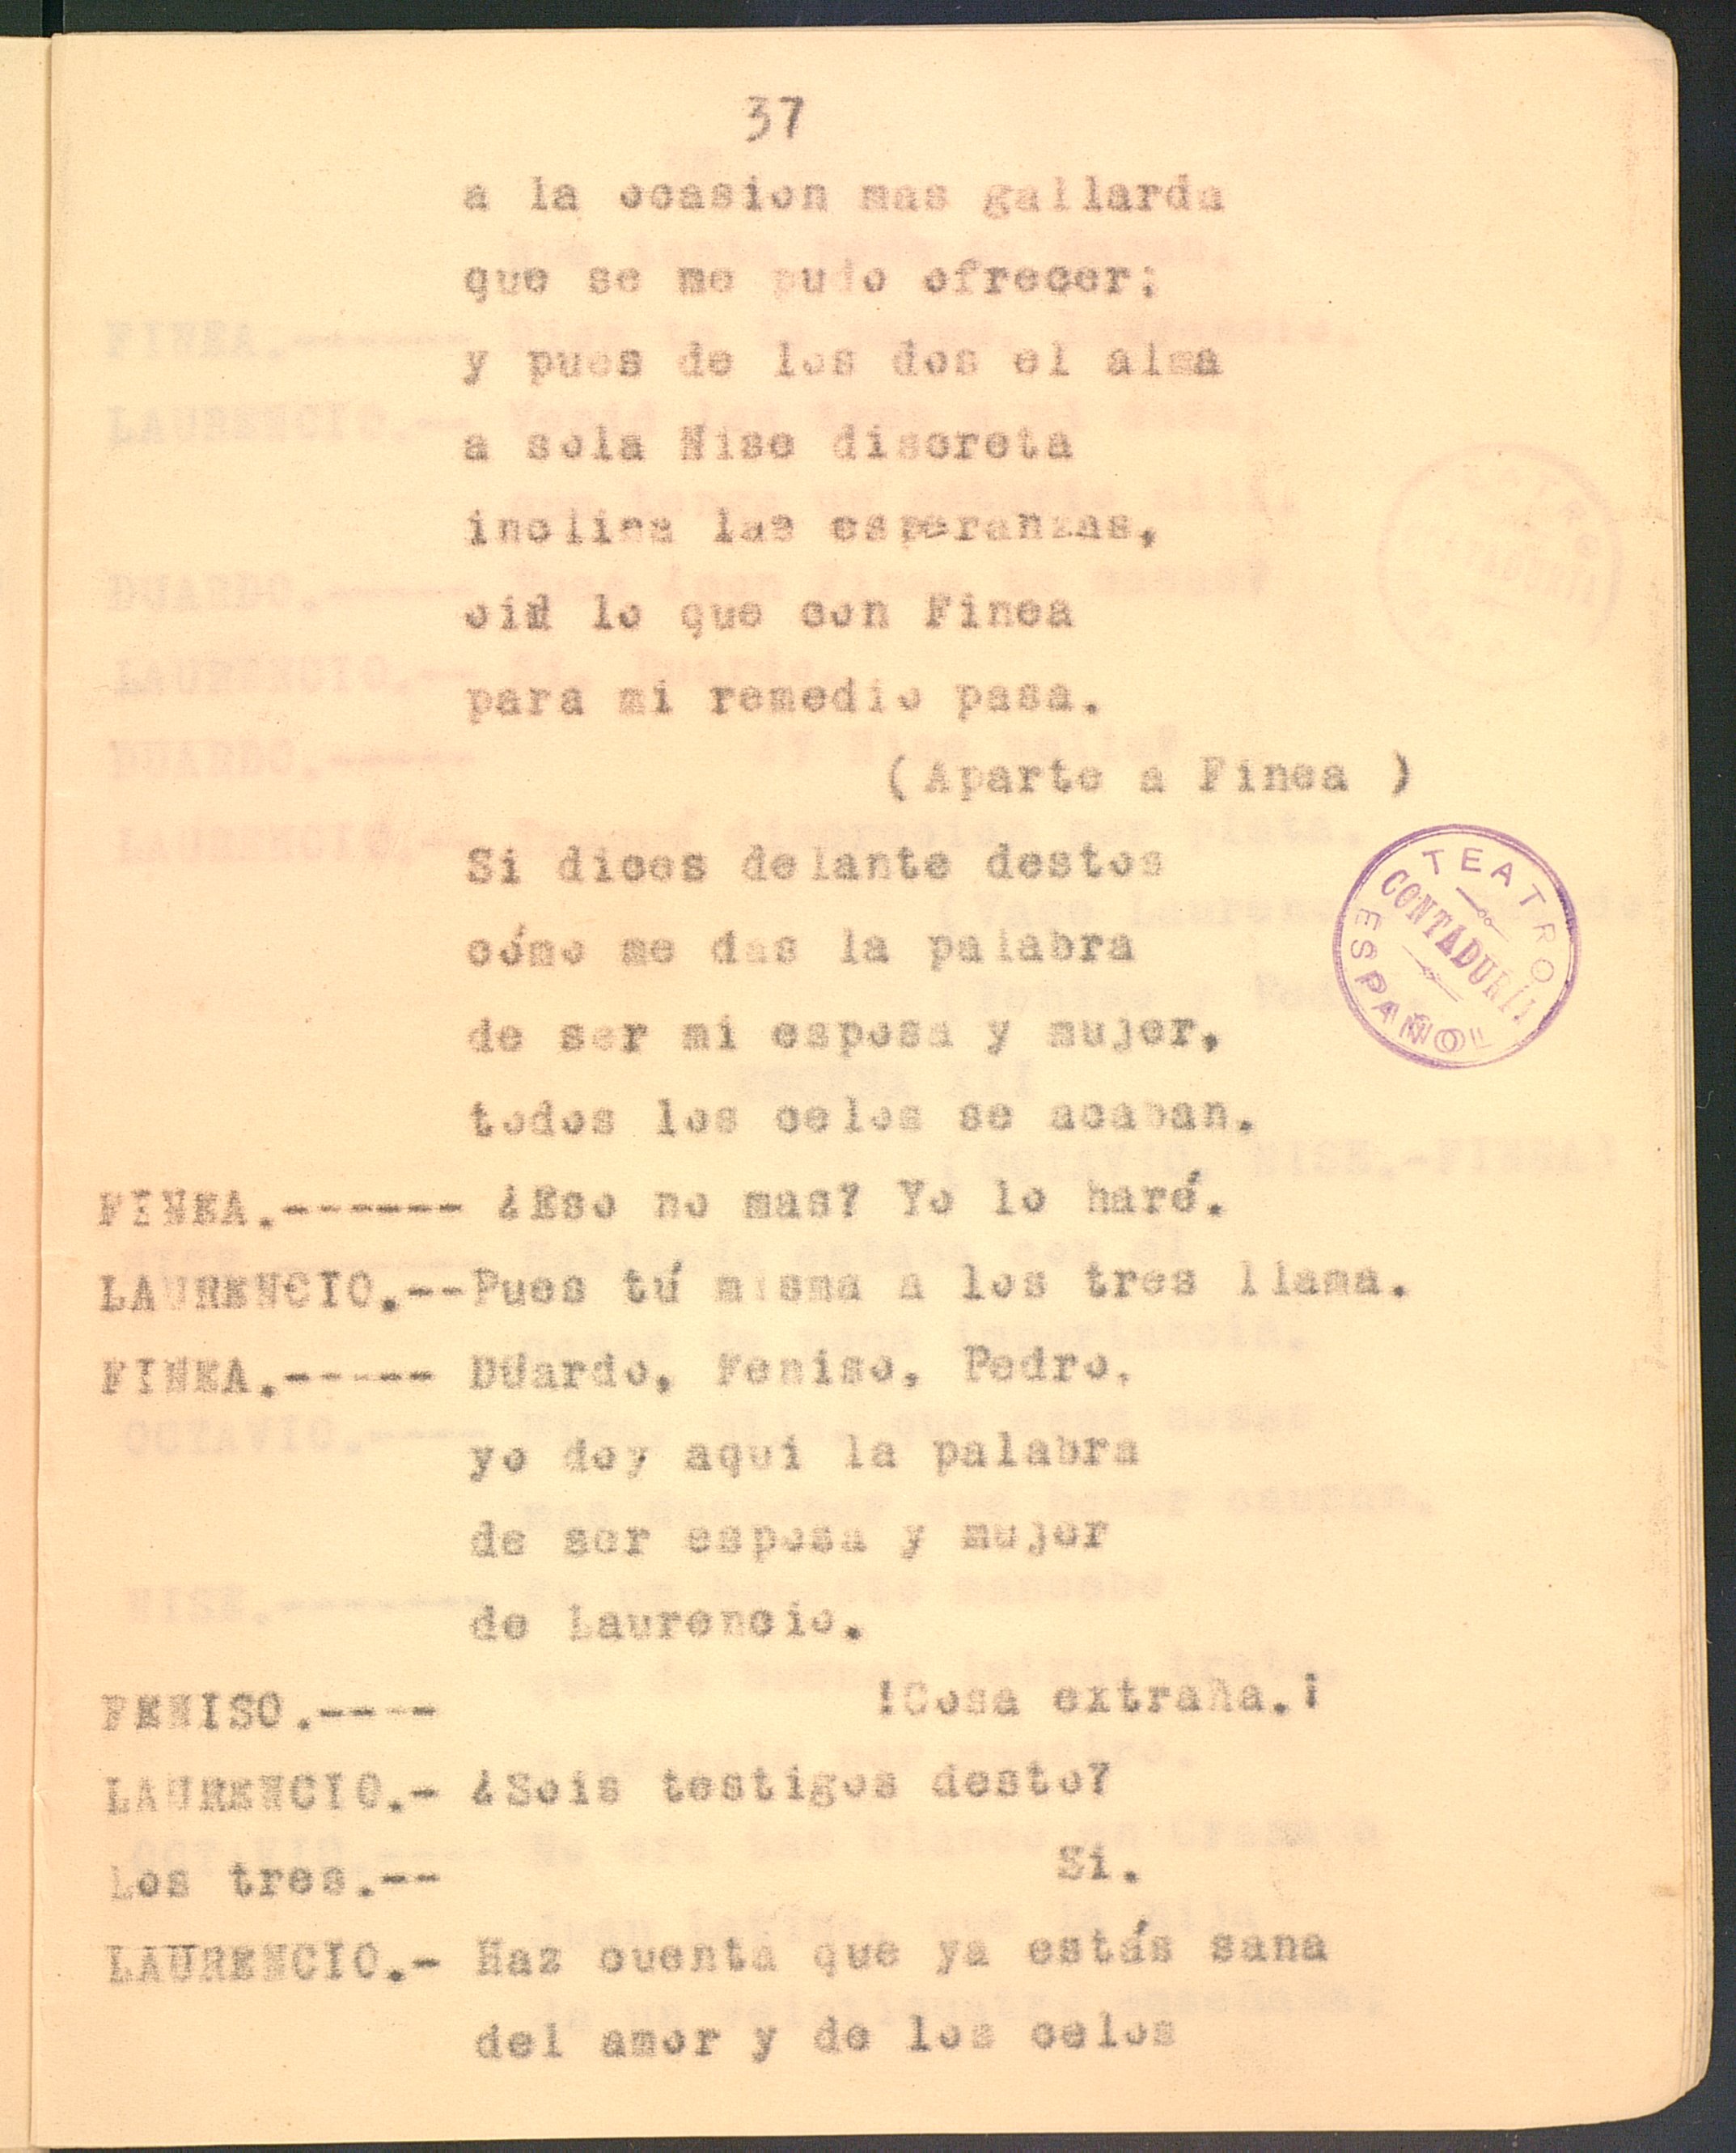 37
a la ocasion mas gallarda
que se me pudo ofrecer;
y pues de los dos el alma
a sola Nise discreta
inclina las esperanzas,
oid lo que con Finea
para mi remedio pasa.
(Aparte a Finea )
Si dices delante destos
cómo me das la palabra
de ser mi esposa y mujer,
todos los celos se acaban.
FINEA.------ ¿Eso no mas? Yo lo haré.
LAURENCIO.--Pues tú misma a los tres llama.
FINEA.----- DUardo, Feniso, Pedro.
yo doy aqui la palabra
de ser esposa y mujer
de Laurencio.
FENISO.---- !Cosa extraña.¡
LAURENCIO.- ¿Sois testigos desto?
Los tres.-- Si.
LAURENCIO.- Haz cuenta que ya estás sana
del amor y de los celos
TEATRO ESPAÑOL
CONTADURÍA